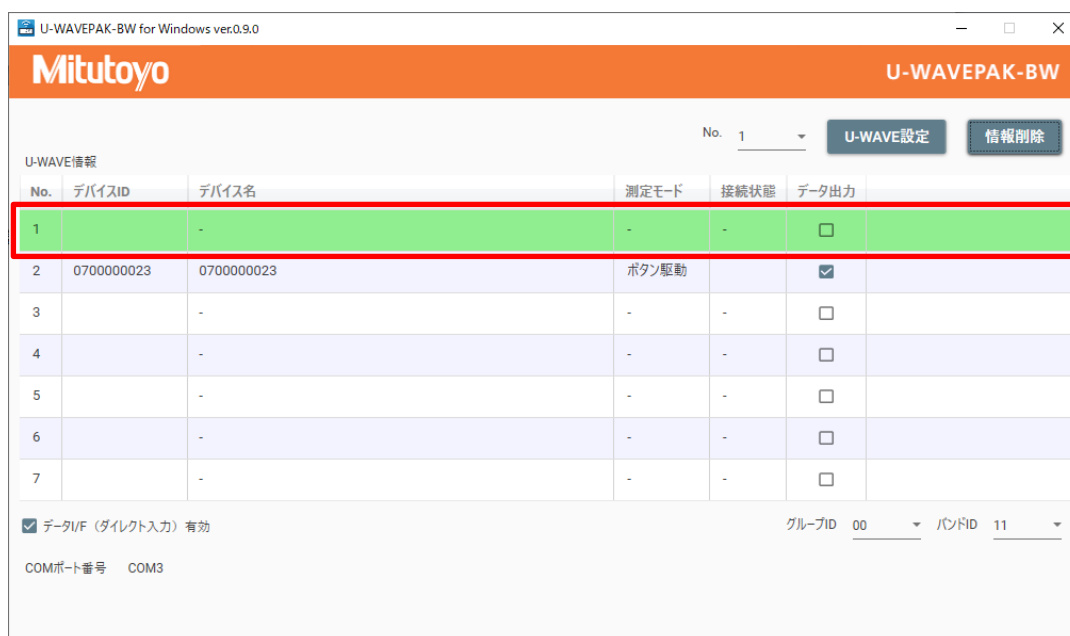 U-WAVEPAK-BW for Windows ver.0.9.0
Mitutoyo U-WAVEPAK-BW
No. 1 U-WAVE設定 情報削除
U-WAVE情報
No. デバイスID デバイス名 測定モード 接続状態 データ出力
1 - - -
2 0700000023 0700000023 ボタン駆動
3 - - -
4 - - -
5 - - -
6 - - -
7 - - -
データI/F（ダイレクト入力）有効 グループID 00 バンドID 11
COMポート番号 COM3